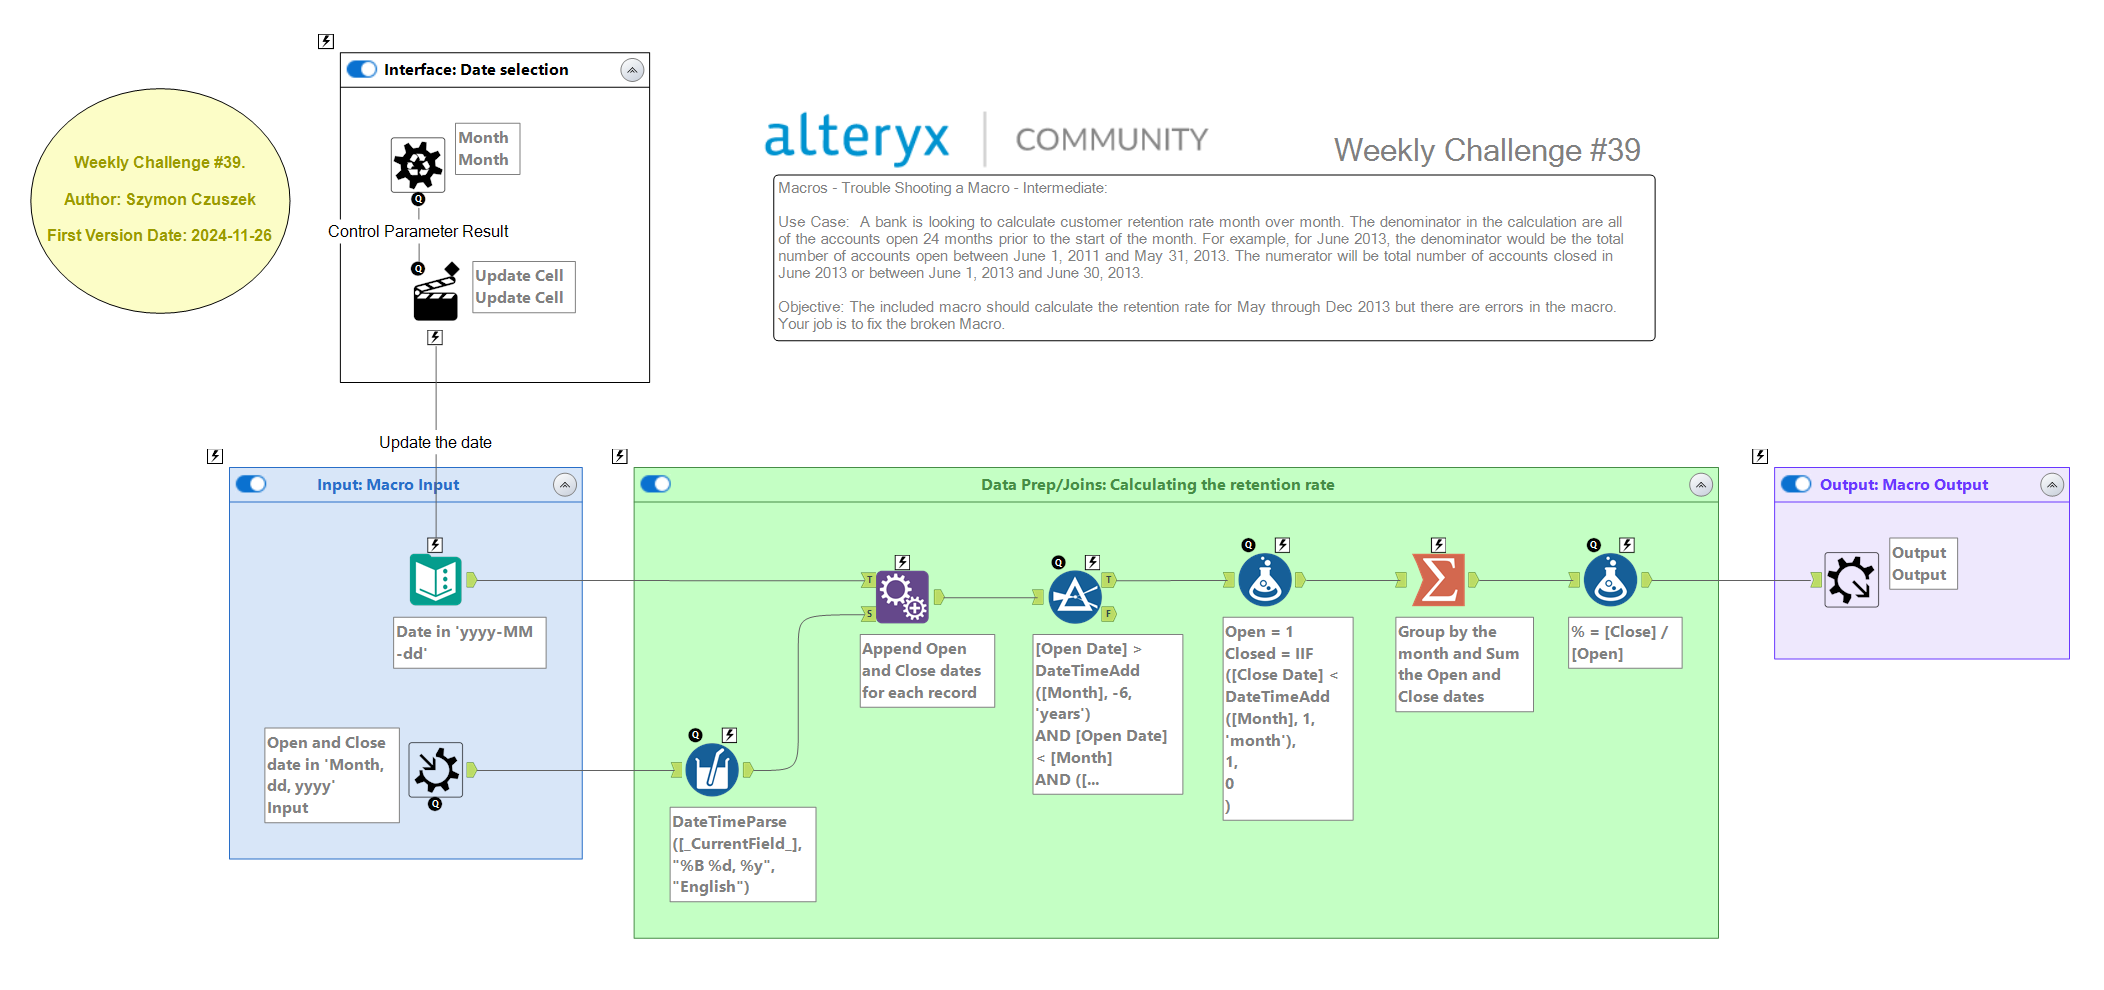 Weekly Challenge #39.
Author: Szymon Czuszek
First Version Date: 2024-11-26
Interface: Date selection
Month
Month
Control Parameter Result
Update Cell
Update Cell
Update the date
alteryx COMMUNITY
Weekly Challenge #39
Macros - Trouble Shooting a Macro - Intermediate:
Use Case:  A bank is looking to calculate customer retention rate month over month. The denominator in the calculation are all
of the accounts open 24 months prior to the start of the month. For example, for June 2013, the denominator would be the total
number of accounts open between June 1, 2011 and May 31, 2013. The numerator will be total number of accounts closed in
June 2013 or between June 1, 2013 and June 30, 2013.
Objective: The included macro should calculate the retention rate for May through Dec 2013 but there are errors in the macro.
Your job is to fix the broken Macro.
Input: Macro Input
Date in 'yyyy-MM
-dd'
Open and Close
date in 'Month,
dd, yyyy'
Input
Data Prep/Joins: Calculating the retention rate
DateTimeParse
([_CurrentField_],
"%B %d, %y",
"English")
T
S
Append Open
and Close dates
for each record
T
F
[Open Date] >
DateTimeAdd
([Month], -6,
'years')
AND [Open Date]
< [Month]
AND ([...
Open = 1
Closed = IIF
([Close Date] <
DateTimeAdd
([Month], 1,
'month'),
1,
0
)
Group by the
month and Sum
the Open and
Close dates
% = [Close] /
[Open]
Output: Macro Output
Output
Output